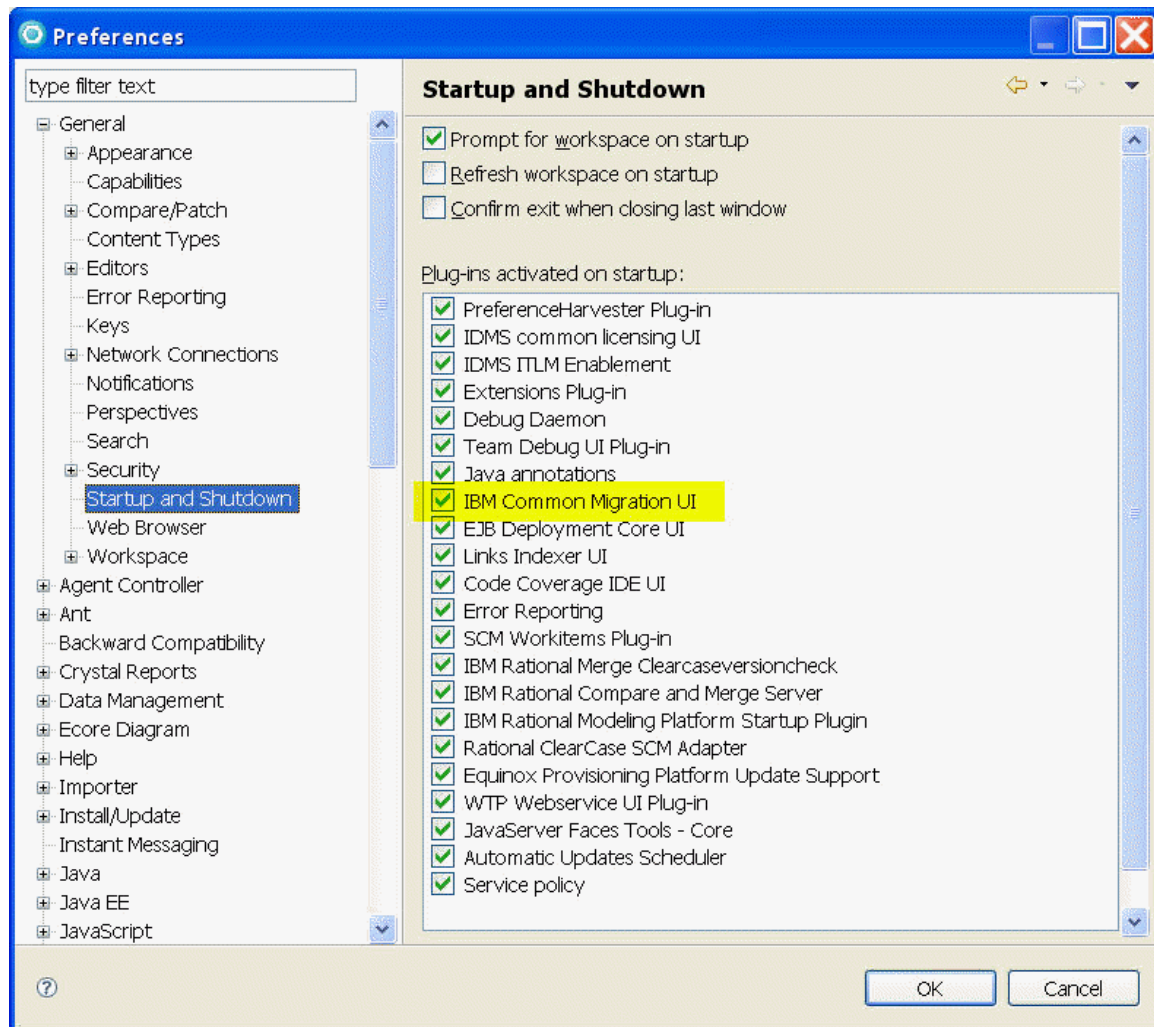 Preferences
type filter text
General
Appearance
Capabilities
Compare/Patch
Content Types
Editors
Error Reporting
Keys
Network Connections
Notifications
Perspectives
Search
Security
Startup and Shutdown
Web Browser
Workspace
Agent Controller
Ant
Backward Compatibility
Crystal Reports
Data Management
Ecore Diagram
Help
Importer
Install/Update
Instant Messaging
Java
Java EE
JavaScript
Startup and Shutdown
Prompt for workspace on startup
Refresh workspace on startup
Confirm exit when closing last window
Plug-ins activated on startup:
PreferenceHarvester Plug-in
IDMS common licensing UI
IDMS ITLM Enablement
Extensions Plug-in
Debug Daemon
Team Debug UI Plug-in
Java annotations
IBM Common Migration UI
EJB Deployment Core UI
Links Indexer UI
Code Coverage IDE UI
Error Reporting
SCM Workitems Plug-in
IBM Rational Merge Clearcaseversioncheck
IBM Rational Compare and Merge Server
IBM Rational Modeling Platform Startup Plugin
Rational ClearCase SCM Adapter
Equinox Provisioning Platform Update Support
WTP Webservice UI Plug-in
JavaServer Faces Tools - Core
Automatic Updates Scheduler
Service policy
?
OK
Cancel